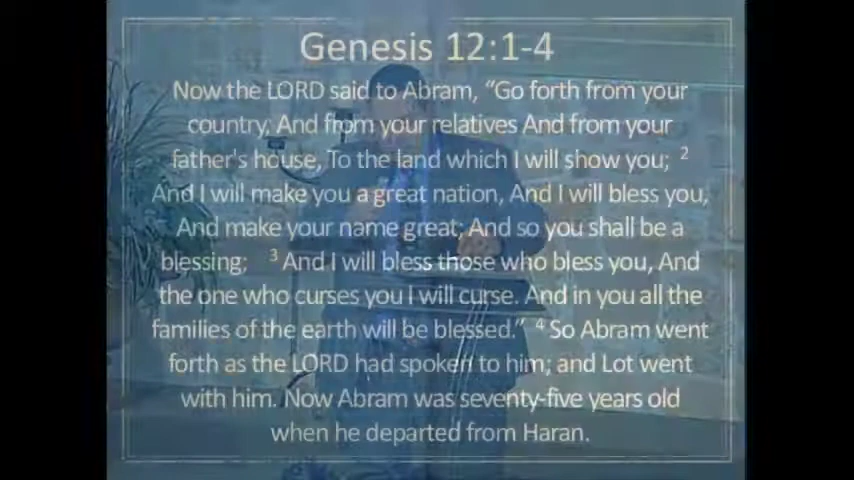 Genesis 12:1-4
Now the LORD said to Abram, “Go forth from your
country, And from your relatives And from your
father's house, To the land which I will show you; 2
And I will make you a great nation, And I will bless you,
And make your name great; And so you shall be a
blessing; 3 And I will bless those who bless you, And
the one who curses you I will curse. And in you all the
families of the earth will be blessed.” 4 So Abram went
forth as the LORD had spoken to him; and Lot went
with him. Now Abram was seventy-five years old
when he departed from Haran.